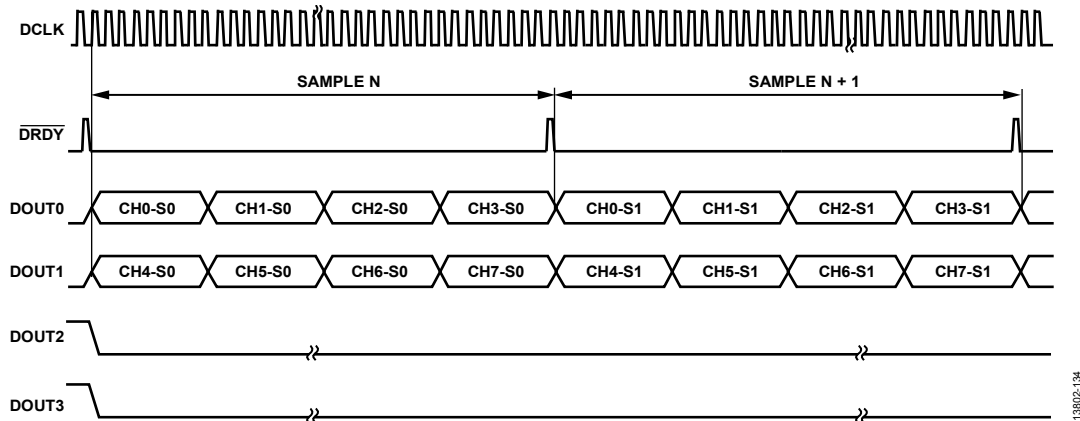 DCLK
SAMPLE N SAMPLE N + 1
DRDY
DOUT0 CH0-S0 CH1-S0 CH2-S0 CH3-S0 CH0-S1 CH1-S1 CH2-S1 CH3-S1
DOUT1 CH4-S0 CH5-S0 CH6-S0 CH7-S0 CH4-S1 CH5-S1 CH6-S1 CH7-S1
DOUT2
DOUT3
13802-134